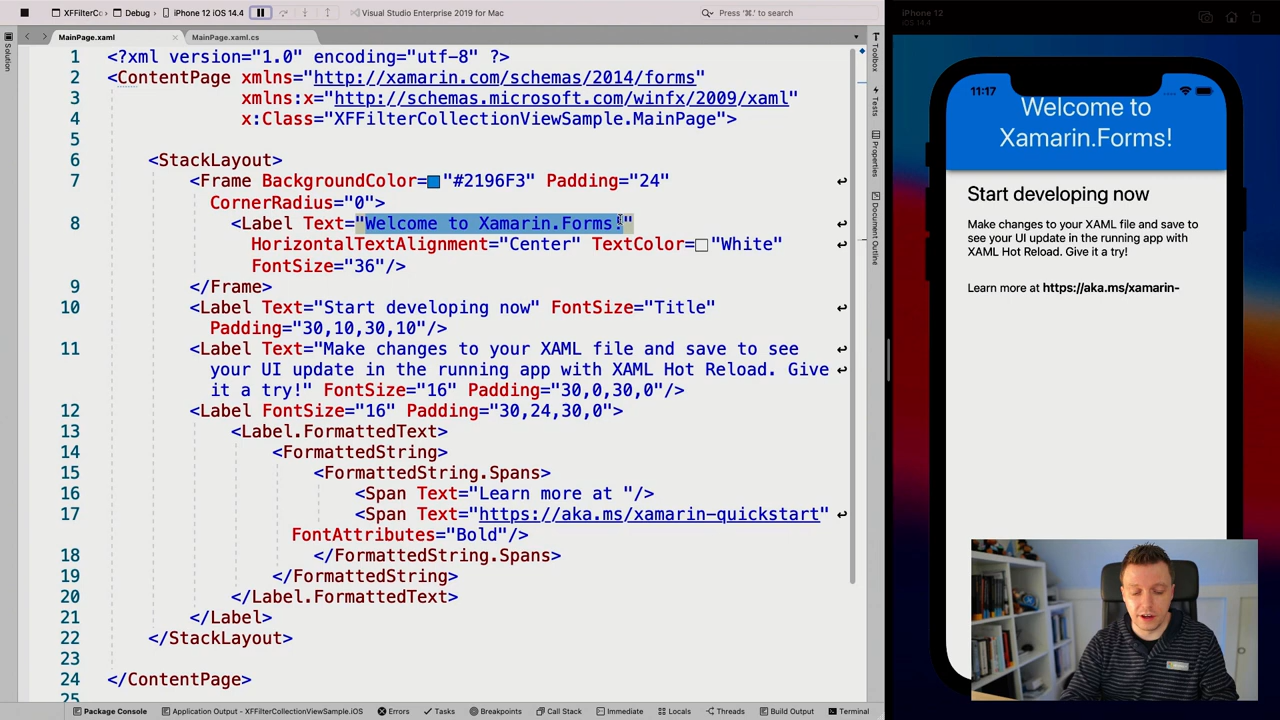 XFFilterCo
Debug
iPhone 12 iOS 14.4
Visual Studio Enterprise 2019 for Mac
Press '⌘.' to search
Solution
MainPage.xaml
MainPage.xaml.cs
1 <?xml version="1.0" encoding="utf-8" ?>
2 <ContentPage xmlns="http://xamarin.com/schemas/2014/forms"
3 xmlns:x="http://schemas.microsoft.com/winfx/2009/xaml"
4 x:Class="XFFilterCollectionViewSample.MainPage">
5
6 <StackLayout>
7 <Frame BackgroundColor="#2196F3" Padding="24"
CornerRadius="0">
8 <Label Text="Welcome to Xamarin.Forms!"
HorizontalTextAlignment="Center" TextColor="White"
FontSize="36"/>
9 </Frame>
10 <Label Text="Start developing now" FontSize="Title"
Padding="30,10,30,10"/>
11 <Label Text="Make changes to your XAML file and save to see
your UI update in the running app with XAML Hot Reload. Give
it a try!" FontSize="16" Padding="30,0,30,0"/>
12 <Label FontSize="16" Padding="30,24,30,0">
13 <Label.FormattedText>
14 <FormattedString>
15 <FormattedString.Spans>
16 <Span Text="Learn more at "/>
17 <Span Text="https://aka.ms/xamarin-quickstart"
FontAttributes="Bold"/>
18 </FormattedString.Spans>
19 </FormattedString>
20 </Label.FormattedText>
21 </Label>
22 </StackLayout>
23
24 </ContentPage>
25
Toolbox
Tests
Properties
Document Outline
Package Console
Application Output - XFFilterCollectionViewSample.iOS
Errors
Tasks
Breakpoints
Call Stack
Immediate
Locals
Threads
Build Output
Terminal
iPhone 12
iOS 14.4
11:17
Welcome to
Xamarin.Forms!
Start developing now
Make changes to your XAML file and save to
see your UI update in the running app with
XAML Hot Reload. Give it a try!
Learn more at https://aka.ms/xamarin-